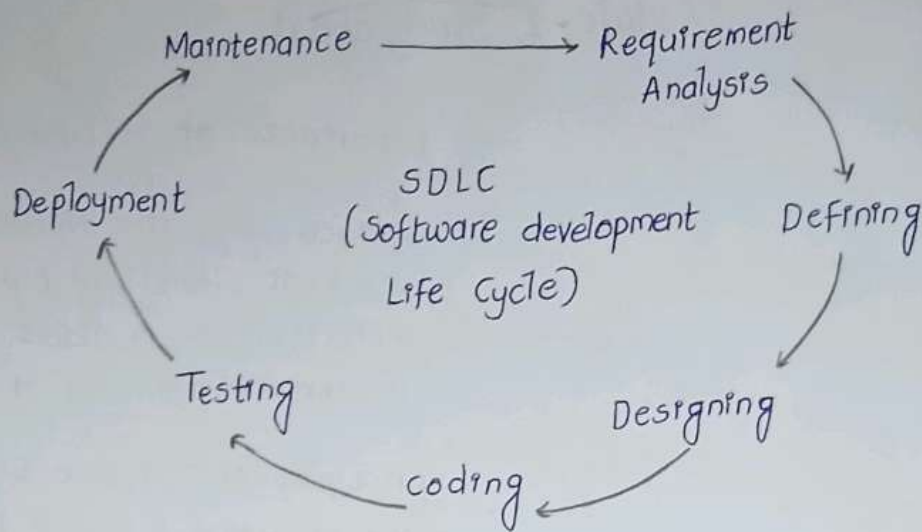 Maintenance
Requirement
Analysis
Deployment
SDLC
(Software development
Life Cycle)
Defining
Testing
Designing
coding